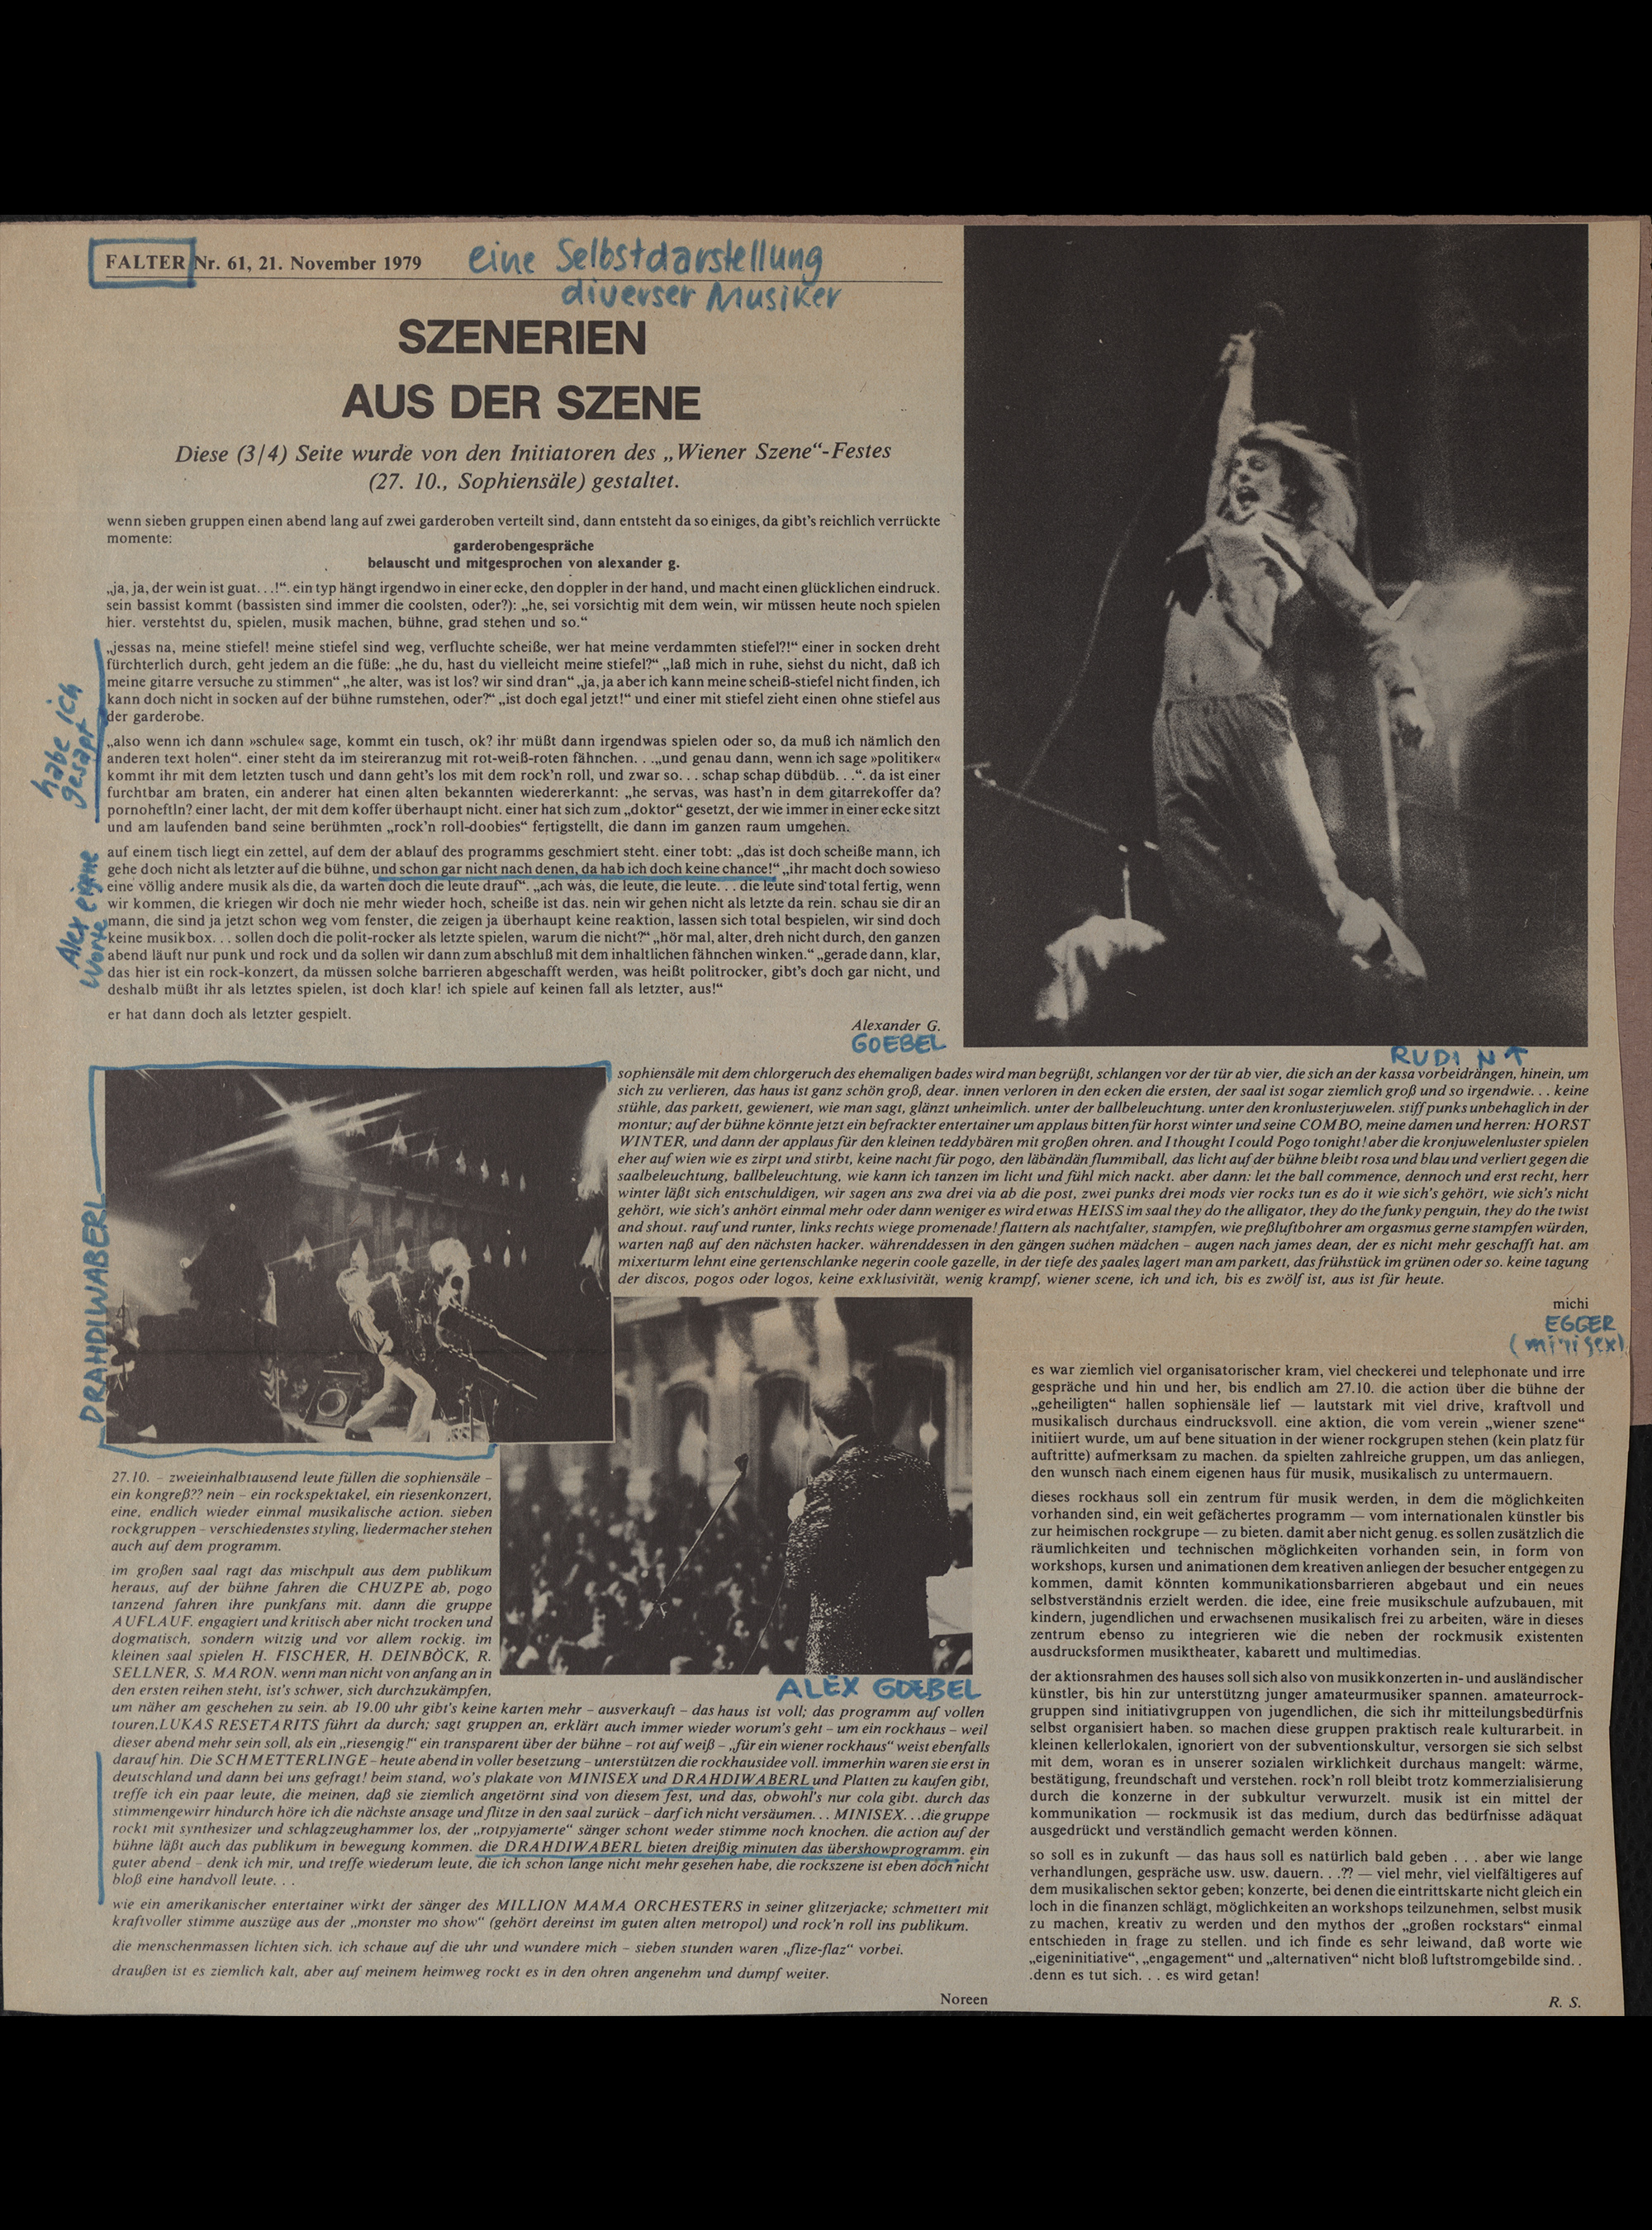 FALTER Nr. 61, 21. November 1979
eine Selbstdarstellung
diverser Musiker
SZENERIEN
AUS DER SZENE
Diese (3/4) Seite wurde von den Initiatoren des „Wiener Szene“-Festes
(27. 10., Sophiensäle) gestaltet.
wenn sieben gruppen einen abend lang auf zwei garderoben verteilt sind, dann entsteht da so einiges, da gibt's reichlich verrückte
momente:
garderobengespräche
belauscht und mitgesprochen von alexander g.
„ja, ja, der wein ist guat. . .!“. ein typ hängt irgendwo in einer ecke, den doppler in der hand, und macht einen glücklichen eindruck.
sein bassist kommt (bassisten sind immer die coolsten, oder?): „he, sei vorsichtig mit dem wein, wir müssen heute noch spielen
hier. verstehtst du, spielen, musik machen, bühne, grad stehen und so.“
„jessas na, meine stiefel! meine stiefel sind weg, verfluchte scheiße, wer hat meine verdammten stiefel?!“ einer in socken dreht
fürchterlich durch, geht jedem an die füße: „he du, hast du vielleicht meine stiefel?“ „laß mich in ruhe, siehst du nicht, daß ich
meine gitarre versuche zu stimmen“ „he alter, was ist los? wir sind dran“ „ja, ja aber ich kann meine scheiß-stiefel nicht finden, ich
kann doch nicht in socken auf der bühne rumstehen, oder?“ „ist doch egal jetzt!“ und einer mit stiefel zieht einen ohne stiefel aus
der garderobe.
habe ich
gesagt
„also wenn ich dann »schule« sage, kommt ein tusch, ok? ihr müßt dann irgendwas spielen oder so, da muß ich nämlich den
anderen text holen“. einer steht da im steireranzug mit rot-weiß-roten fähnchen. . .„und genau dann, wenn ich sage »politiker«
kommt ihr mit dem letzten tusch und dann geht's los mit dem rock'n roll, und zwar so. . . schap schap dübdüb. . .“. da ist einer
furchtbar am braten, ein anderer hat einen alten bekannten wiedererkannt: „he servas, was hast'n in dem gitarrekoffer da?
pornoheftln? einer lacht, der mit dem koffer überhaupt nicht. einer hat sich zum „doktor“ gesetzt, der wie immer in einer ecke sitzt
und am laufenden band seine berühmten „rock'n roll-doobies“ fertigstellt, die dann im ganzen raum umgehen.
Alex eigene
Worte
auf einem tisch liegt ein zettel, auf dem der ablauf des programms geschmiert steht. einer tobt: „das ist doch scheiße mann, ich
gehe doch nicht als letzter auf die bühne, und schon gar nicht nach denen, da hab ich doch keine chance!“ „ihr macht doch sowieso
eine völlig andere musik als die, da warten doch die leute drauf“. „ach was, die leute, die leute. . . die leute sind total fertig, wenn
wir kommen, die kriegen wir doch nie mehr wieder hoch, scheiße ist das. nein wir gehen nicht als letzte da rein. schau sie dir an
mann, die sind ja jetzt schon weg vom fenster, die zeigen ja überhaupt keine reaktion, lassen sich total bespielen, wir sind doch
keine musikbox. . . sollen doch die polit-rocker als letzte spielen, warum die nicht?“ „hör mal, alter, dreh nicht durch, den ganzen
abend läuft nur punk und rock und da sollen wir dann zum abschluß mit dem inhaltlichen fähnchen winken.“ „gerade dann, klar,
das hier ist ein rock-konzert, da müssen solche barrieren abgeschafft werden, was heißt politrocker, gibt's doch gar nicht, und
deshalb müßt ihr als letztes spielen, ist doch klar! ich spiele auf keinen fall als letzter, aus!“
er hat dann doch als letzter gespielt.
Alexander G.
GOEBEL
RUDI N ↑
sophiensäle mit dem chlorgeruch des ehemaligen bades wird man begrüßt, schlangen vor der tür ab vier, die sich an der kassa vorbeidrängen, hinein, um
sich zu verlieren, das haus ist ganz schön groß, dear. innen verloren in den ecken die ersten, der saal ist sogar ziemlich groß und so irgendwie. . . keine
stühle, das parkett, gewienert, wie man sagt, glänzt unheimlich. unter der ballbeleuchtung. unter den kronlusterjuwelen. stiff punks unbehaglich in der
montur; auf der bühne könnte jetzt ein befrackter entertainer um applaus bitten für horst winter und seine COMBO, meine damen und herren: HORST
WINTER, und dann der applaus für den kleinen teddybären mit großen ohren. and I thought I could Pogo tonight! aber die kronjuwelenluster spielen
eher auf wien wie es zirpt und stirbt, keine nacht für pogo, den läbändän flummiball, das licht auf der bühne bleibt rosa und blau und verliert gegen die
saalbeleuchtung, ballbeleuchtung, wie kann ich tanzen im licht und fühl mich nackt. aber dann: let the ball commence, dennoch und erst recht, herr
winter läßt sich entschuldigen, wir sagen ans zwa drei via ab die post, zwei punks drei mods vier rocks tun es do it wie sich's gehört, wie sich's nicht
gehört, wie sich's anhört einmal mehr oder dann weniger es wird etwas HEISS im saal they do the alligator, they do the funky penguin, they do the twist
and shout. rauf und runter, links rechts wiege promenade! flattern als nachtfalter, stampfen, wie preßluftbohrer am orgasmus gerne stampfen würden,
warten naß auf den nächsten hacker. währenddessen in den gängen suchen mädchen – augen nach james dean, der es nicht mehr geschafft hat. am
mixerturm lehnt eine gertenschlanke negerin coole gazelle, in der tiefe des saales lagert man am parkett, das frühstück im grünen oder so. keine tagung
der discos, pogos oder logos, keine exklusivität, wenig krampf, wiener scene, ich und ich, bis es zwölf ist, aus ist für heute.
michi
EGGER
(minisex)
DRAHDIWABERL
ALEX GOEBEL
27.10. – zweieinhalbtausend leute füllen die sophiensäle –
ein kongreß?? nein – ein rockspektakel, ein riesenkonzert,
eine, endlich wieder einmal musikalische action. sieben
rockgruppen – verschiedenstes styling, liedermacher stehen
auch auf dem programm.
im großen saal ragt das mischpult aus dem publikum
heraus, auf der bühne fahren die CHUZPE ab, pogo
tanzend fahren ihre punkfans mit. dann die gruppe
AUFLAUF. engagiert und kritisch aber nicht trocken und
dogmatisch, sondern witzig und vor allem rockig. im
kleinen saal spielen H. FISCHER, H. DEINBÖCK, R.
SELLNER, S. MARON. wenn man nicht von anfang an in
den ersten reihen steht, ist's schwer, sich durchzukämpfen,
um näher am geschehen zu sein. ab 19.00 uhr gibt's keine karten mehr – ausverkauft – das haus ist voll; das programm auf vollen
touren. LUKAS RESETARITS führt da durch; sagt gruppen an, erklärt auch immer wieder worum's geht – um ein rockhaus – weil
dieser abend mehr sein soll, als ein „riesengig!“ ein transparent über der bühne – rot auf weiß – „für ein wiener rockhaus“ weist ebenfalls
darauf hin. Die SCHMETTERLINGE – heute abend in voller besetzung – unterstützen die rockhausidee voll. immerhin waren sie erst in
deutschland und dann bei uns gefragt! beim stand, wo's plakate von MINISEX und DRAHDIWABERL und Platten zu kaufen gibt,
treffe ich ein paar leute, die meinen, daß sie ziemlich angetörnt sind von diesem fest, und das, obwohl's nur cola gibt. durch das
stimmengewirr hindurch höre ich die nächste ansage und flitze in den saal zurück – darf ich nicht versäumen. . . MINISEX. . .die gruppe
rockt mit synthesizer und schlagzeughammer los, der „rotpyjamerte“ sänger schont weder stimme noch knochen. die action auf der
bühne läßt auch das publikum in bewegung kommen. die DRAHDIWABERL bieten dreißig minuten das übershowprogramm. ein
guter abend – denk ich mir, und treffe wiederum leute, die ich schon lange nicht mehr gesehen habe, die rockszene ist eben doch nicht
bloß eine handvoll leute. . .
wie ein amerikanischer entertainer wirkt der sänger des MILLION MAMA ORCHESTERS in seiner glitzerjacke; schmettert mit
kraftvoller stimme auszüge aus der „monster mo show“ (gehört dereinst im guten alten metropol) und rock'n roll ins publikum.
die menschenmassen lichten sich. ich schaue auf die uhr und wundere mich – sieben stunden waren „flize-flaz“ vorbei.
draußen ist es ziemlich kalt, aber auf meinem heimweg rockt es in den ohren angenehm und dumpf weiter.
Noreen
es war ziemlich viel organisatorischer kram, viel checkerei und telephonate und irre
gespräche und hin und her, bis endlich am 27.10. die action über die bühne der
„geheiligten“ hallen sophiensäle lief — lautstark mit viel drive, kraftvoll und
musikalisch durchaus eindrucksvoll. eine aktion, die vom verein „wiener szene“
initiiert wurde, um auf bene situation in der wiener rockgrupen stehen (kein platz für
auftritte) aufmerksam zu machen. da spielten zahlreiche gruppen, um das anliegen,
den wunsch nach einem eigenen haus für musik, musikalisch zu untermauern.
dieses rockhaus soll ein zentrum für musik werden, in dem die möglichkeiten
vorhanden sind, ein weit gefächertes programm — vom internationalen künstler bis
zur heimischen rockgrupe — zu bieten. damit aber nicht genug. es sollen zusätzlich die
räumlichkeiten und technischen möglichkeiten vorhanden sein, in form von
workshops, kursen und animationen dem kreativen anliegen der besucher entgegen zu
kommen, damit könnten kommunikationsbarrieren abgebaut und ein neues
selbstverständnis erzielt werden. die idee, eine freie musikschule aufzubauen, mit
kindern, jugendlichen und erwachsenen musikalisch frei zu arbeiten, wäre in dieses
zentrum ebenso zu integrieren wie die neben der rockmusik existenten
ausdrucksformen musiktheater, kabarett und multimedias.
der aktionsrahmen des hauses soll sich also von musikkonzerten in- und ausländischer
künstler, bis hin zur unterstützng junger amateurmusiker spannen. amateurrock-
gruppen sind initiativgruppen von jugendlichen, die sich ihr mitteilungsbedürfnis
selbst organisiert haben. so machen diese gruppen praktisch reale kulturarbeit. in
kleinen kellerlokalen, ignoriert von der subventionskultur, versorgen sie sich selbst
mit dem, woran es in unserer sozialen wirklichkeit durchaus mangelt: wärme,
bestätigung, freundschaft und verstehen. rock'n roll bleibt trotz kommerzialisierung
durch die konzerne in der subkultur verwurzelt. musik ist ein mittel der
kommunikation — rockmusik ist das medium, durch das bedürfnisse adäquat
ausgedrückt und verständlich gemacht werden können.
so soll es in zukunft — das haus soll es natürlich bald geben . . . aber wie lange
verhandlungen, gespräche usw. usw. dauern. . .?? — viel mehr, viel vielfältigeres auf
dem musikalischen sektor geben; konzerte, bei denen die eintrittskarte nicht gleich ein
loch in die finanzen schlägt, möglichkeiten an workshops teilzunehmen, selbst musik
zu machen, kreativ zu werden und den mythos der „großen rockstars“ einmal
entschieden in frage zu stellen. und ich finde es sehr leiwand, daß worte wie
„eigeninitiative“, „engagement“ und „alternativen“ nicht bloß luftstromgebilde sind. .
.denn es tut sich. . . es wird getan!
R. S.